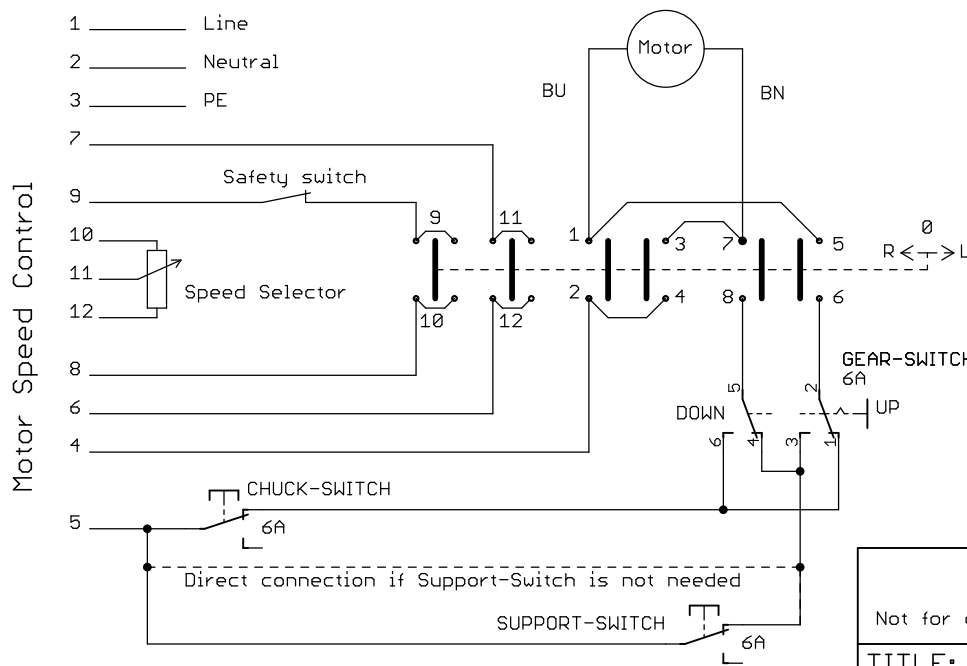 1 Line
2 Neutral
3 PE
7
9
10
11
12
8
6
4
5
Motor Speed Control
Safety switch
Speed Selector
Motor
BU
BN
9
11
1
3
7
5
0
R
L
10
12
2
4
8
6
GEAR-SWITCH
6A
5
2
DOWN
UP
6
4
3
1
CHUCK-SWITCH
6A
Direct connection if Support-Switch is not needed
SUPPORT-SWITCH
6A
Not for
TITLE: